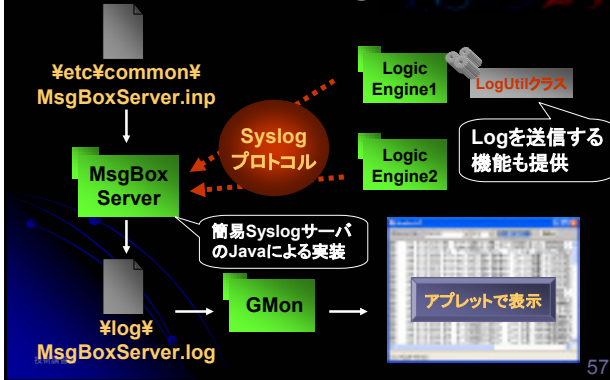 ¥etc¥common¥
MsgBoxServer.inp
Logic
Engine1
LogUtilクラス
Logを送信する
機能も提供
Syslog
プロトコル
Logic
Engine2
MsgBox
Server
簡易Syslogサーバ
のJavaによる実装
GMon
アプレットで表示
¥log¥
MsgBoxServer.log
57